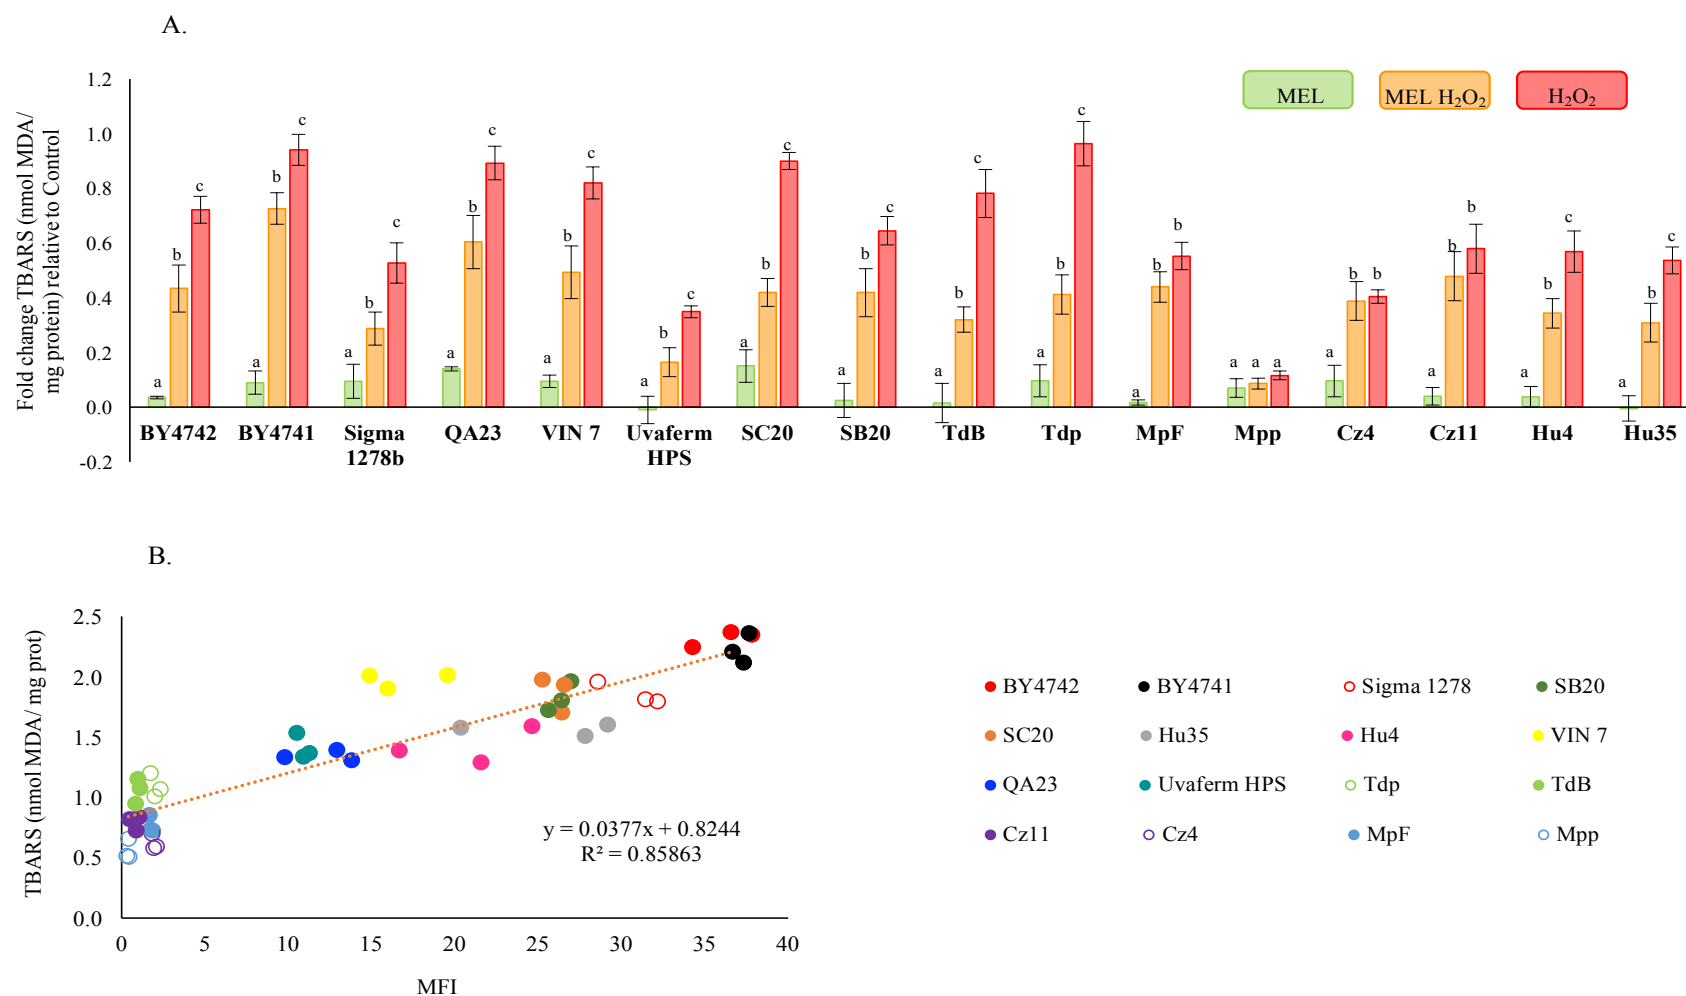 A.
Fold change TBARS (nmol MDA/
mg protein) relative to Control
1.2
1.0
0.8
0.6
0.4
0.2
0.0
-0.2
MEL
MEL H₂O₂
H₂O₂
a b c
a b c
a b c
a b c
a b c
a b c
a b c
a b c
a b c
a b c
a b b
a a a
a b b
a b b
a b c
a b c
BY4742 BY4741 Sigma 1278b QA23 VIN 7 Uvaferm HPS SC20 SB20 TdB Tdp MpF Mpp Cz4 Cz11 Hu4 Hu35
B.
TBARS (nmol MDA/ mg prot)
2.5
2.0
1.5
1.0
0.5
0.0
y = 0.0377x + 0.8244
R² = 0.85863
0 5 10 15 20 25 30 35 40
MFI
BY4742 BY4741 Sigma 1278 SB20
SC20 Hu35 Hu4 VIN 7
QA23 Uvaferm HPS Tdp TdB
Cz11 Cz4 MpF Mpp